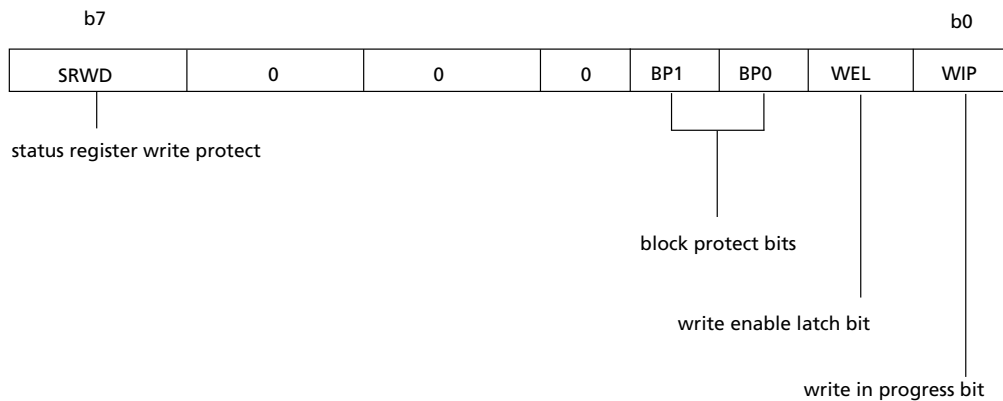 b7 b0
SRWD 0 0 0 BP1 BP0 WEL WIP
status register write protect
block protect bits
write enable latch bit
write in progress bit